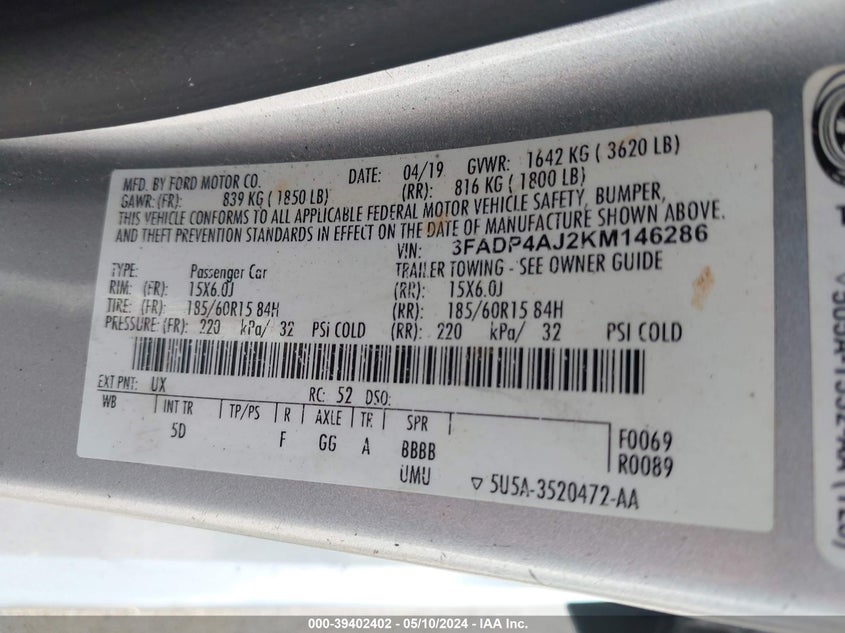 MFD. BY FORD MOTOR CO. DATE: 04/19 GVWR: 1642 KG ( 3620 LB)
GAWR: (FR): 839 KG ( 1850 LB) (RR): 816 KG ( 1800 LB)
THIS VEHICLE CONFORMS TO ALL APPLICABLE FEDERAL MOTOR VEHICLE SAFETY, BUMPER,
AND THEFT PREVENTION STANDARDS IN EFFECT ON THE DATE OF MANUFACTURE SHOWN ABOVE.
VIN: 3FADP4AJ2KM146286
TYPE: Passenger Car TRAILER TOWING - SEE OWNER GUIDE
RIM: (FR): 15X6.0J (RR): 15X6.0J
TIRE: (FR): 185/60R15 84H (RR): 185/60R15 84H
PRESSURE: (FR): 220 kPa/ 32 PSI COLD (RR): 220 kPa/ 32 PSI COLD
EXT PNT: UX RC: 52 DSO:
WB INT TR TP/PS R AXLE TR SPR
5D F GG A BBBB F0069
UMU R0089
▽ 5U5A-3520472-AA
000-39402402 - 05/10/2024 - IAA Inc.